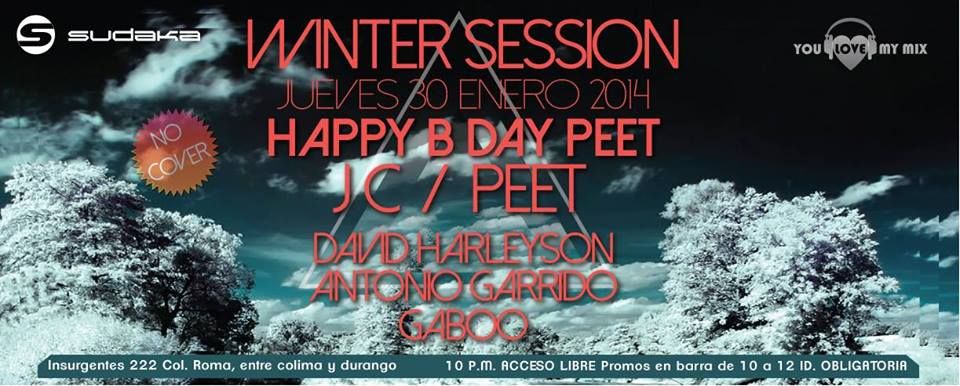 SUDAKA
WINTER SESSION
YOU LOVE MY MIX
JUEVES 30 ENERO 2014
NO COVER
HAPPY B DAY PEET
JC / PEET
DAVID HARLEYSON
ANTONIO GARRIDO
GABOO
Insurgentes 222 Col. Roma, entre colima y durango
10 P.M. ACCESO LIBRE Promos en barra de 10 a 12 ID. OBLIGATORIA